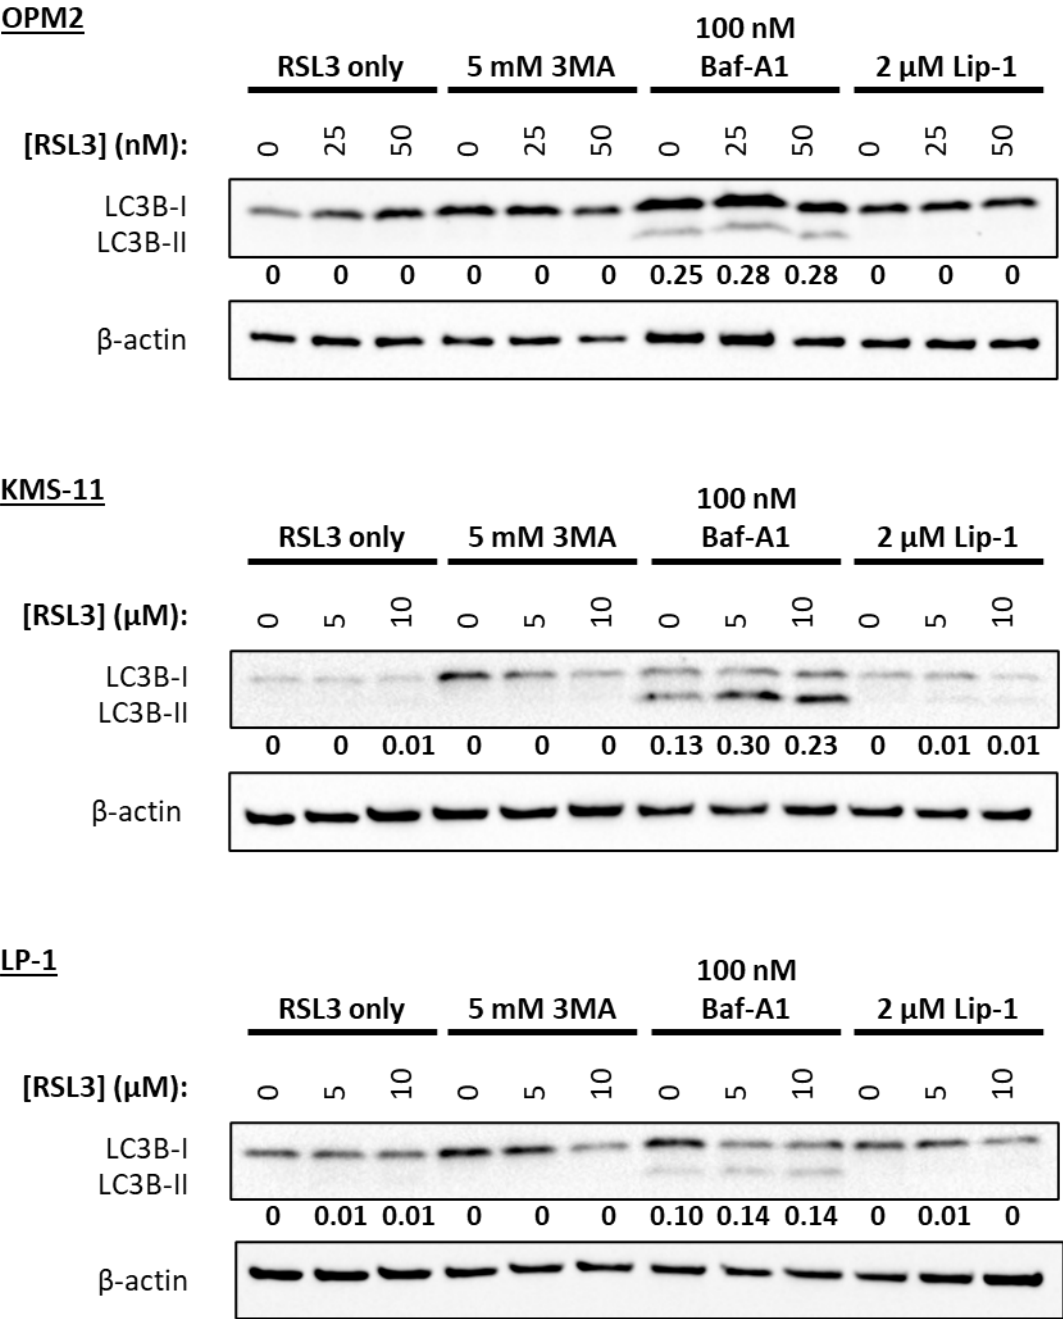 OPM2
100 nM
RSL3 only 5 mM 3MA Baf-A1 2 µM Lip-1
[RSL3] (nM): 0 25 50 0 25 50 0 25 50 0 25 50
LC3B-I
LC3B-II
0 0 0 0 0 0 0.25 0.28 0.28 0 0 0
β-actin
KMS-11
100 nM
RSL3 only 5 mM 3MA Baf-A1 2 µM Lip-1
[RSL3] (µM): 0 5 10 0 5 10 0 5 10 0 5 10
LC3B-I
LC3B-II
0 0 0.01 0 0 0 0.13 0.30 0.23 0 0.01 0.01
β-actin
LP-1
100 nM
RSL3 only 5 mM 3MA Baf-A1 2 µM Lip-1
[RSL3] (µM): 0 5 10 0 5 10 0 5 10 0 5 10
LC3B-I
LC3B-II
0 0.01 0.01 0 0 0 0.10 0.14 0.14 0 0.01 0
β-actin